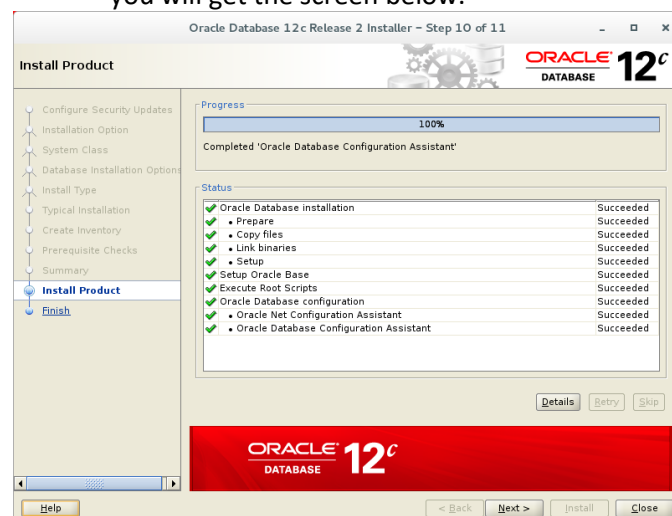 you will get the screen below:
Oracle Database 12c Release 2 Installer – Step 10 of 11
Install Product
ORACLE
DATABASE
12c
Configure Security Updates
Installation Option
System Class
Database Installation Options
Install Type
Typical Installation
Create Inventory
Prerequisite Checks
Summary
Install Product
Finish
Progress
100%
Completed 'Oracle Database Configuration Assistant'
Status
Oracle Database installation Succeeded
• Prepare Succeeded
• Copy files Succeeded
• Link binaries Succeeded
• Setup Succeeded
Setup Oracle Base Succeeded
Execute Root Scripts Succeeded
Oracle Database configuration Succeeded
• Oracle Net Configuration Assistant Succeeded
• Oracle Database Configuration Assistant Succeeded
Details Retry Skip
ORACLE
DATABASE
12c
Help < Back Next > Install Close